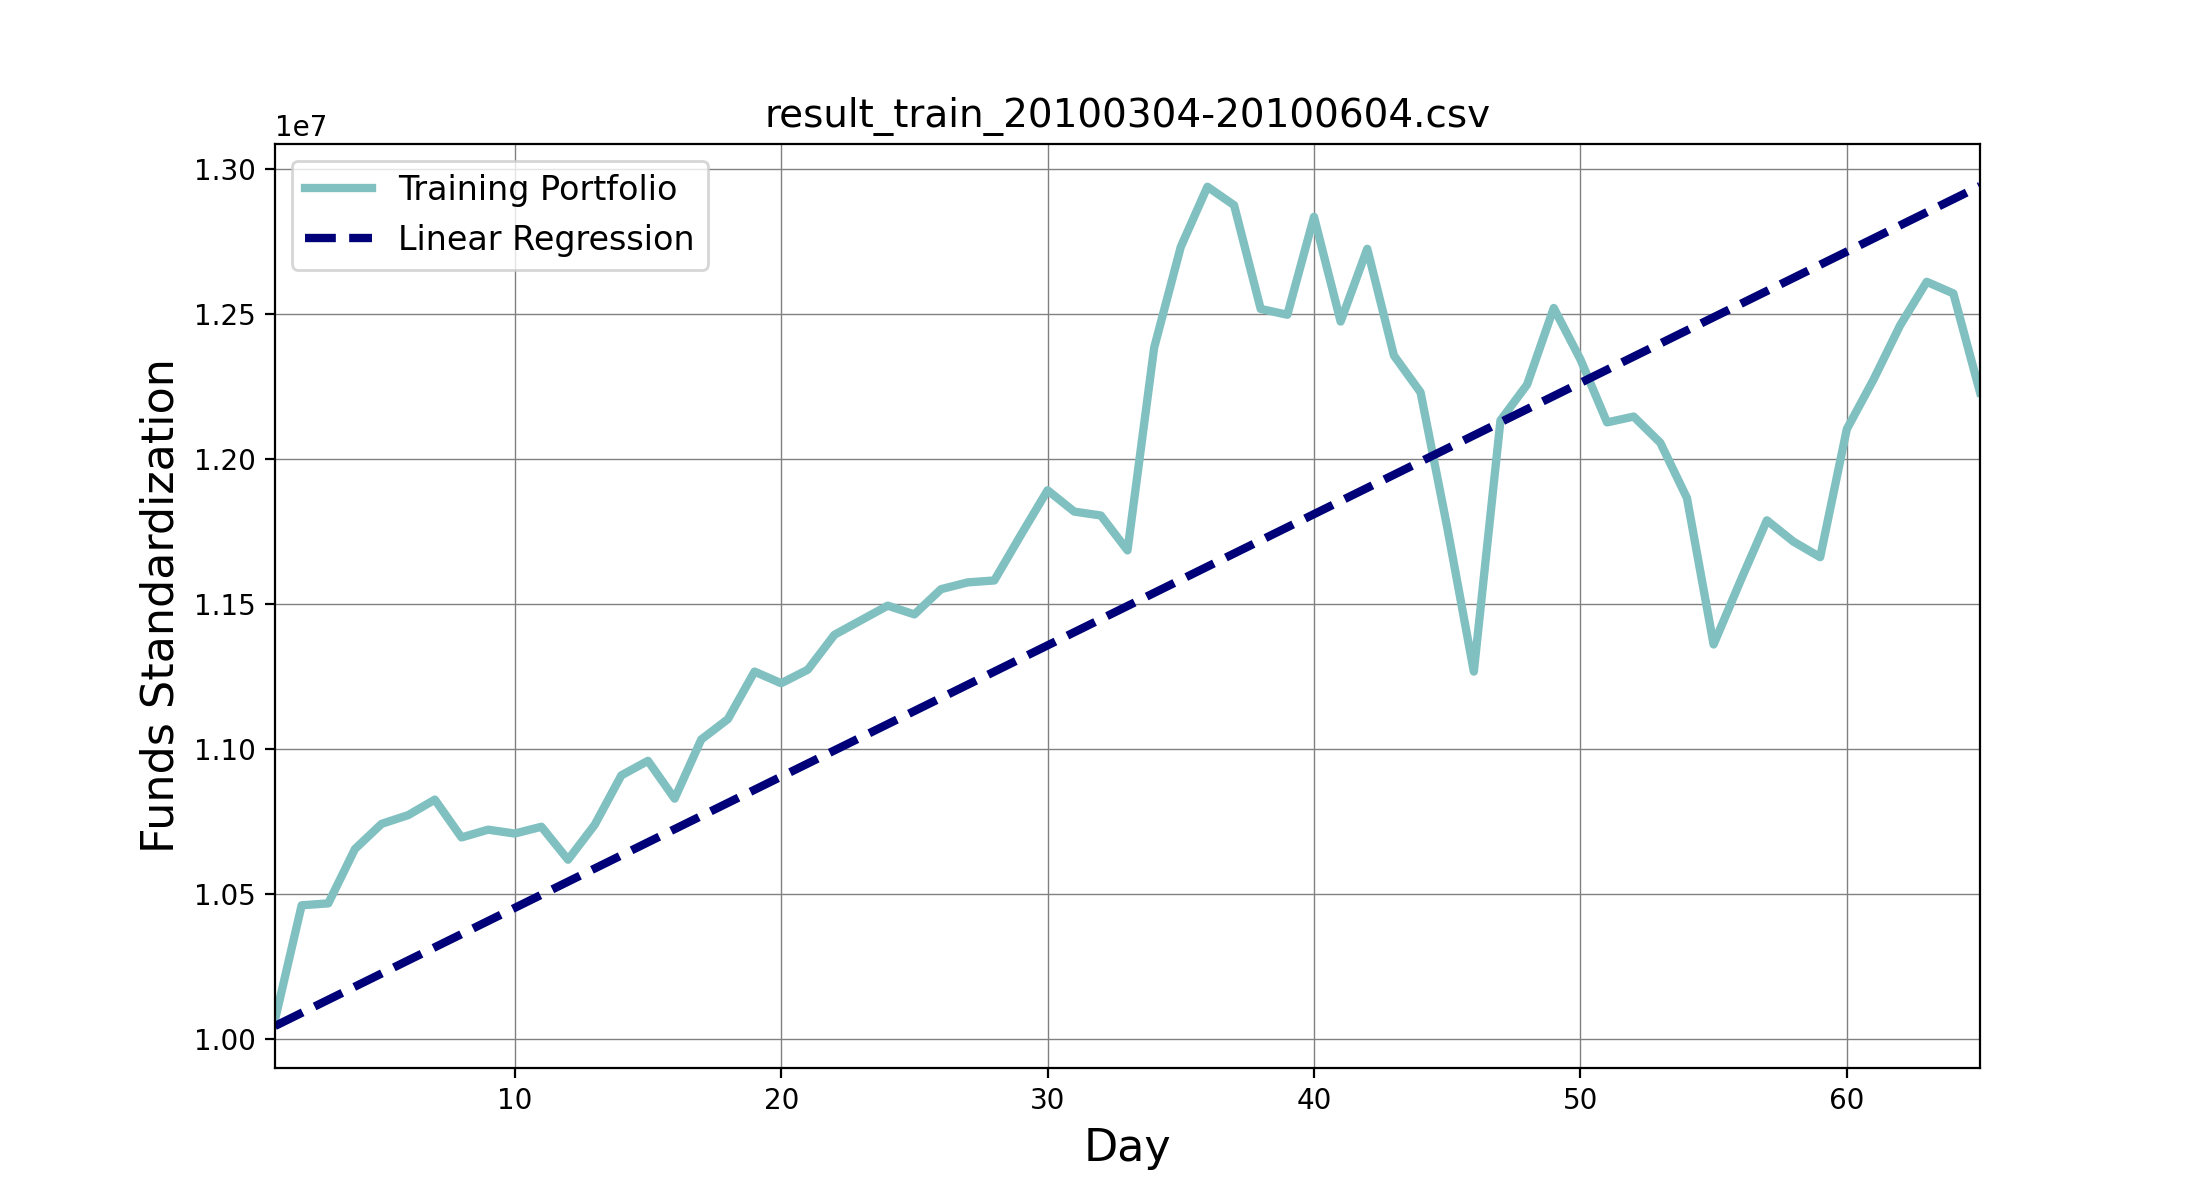 result_train_20100304-20100604.csv
1e7
Training Portfolio
Linear Regression
1.30
1.25
1.20
1.15
1.10
1.05
1.00
Funds Standardization
10 20 30 40 50 60
Day